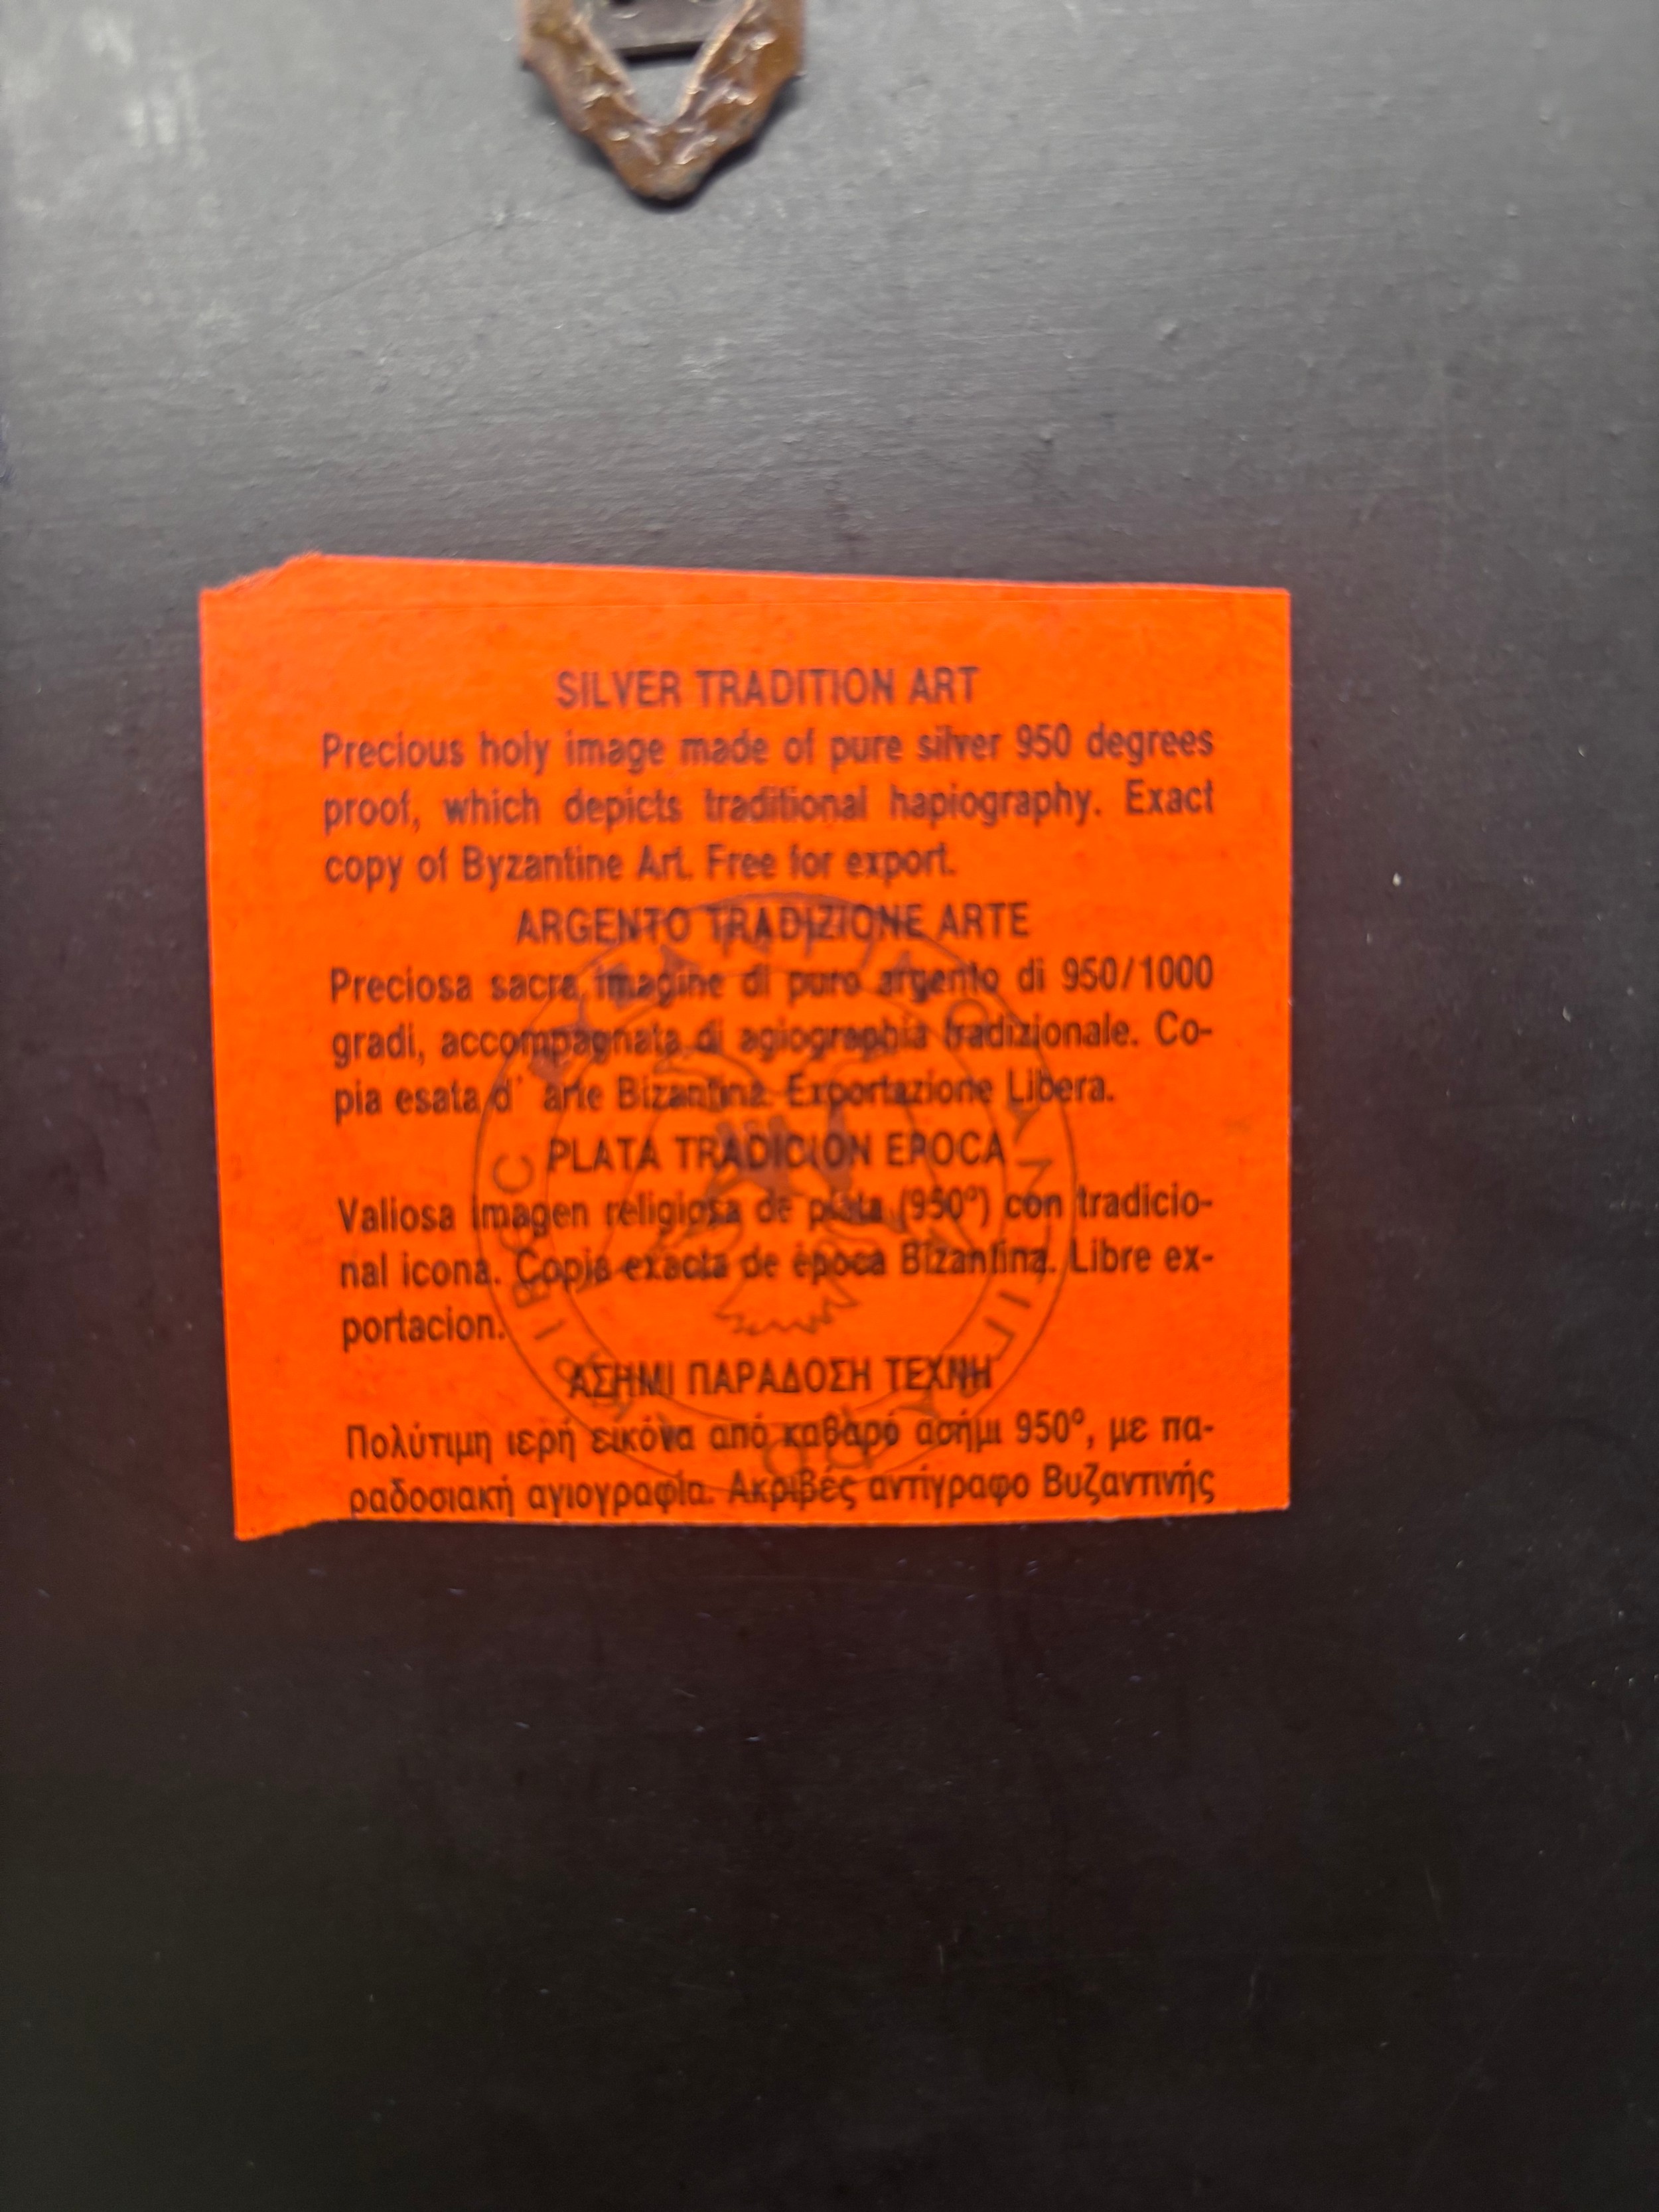 SILVER TRADITION ART
Precious holy image made of pure silver 950 degrees
proof, which depicts traditional hapiography. Exact
copy of Byzantine Art. Free for export.
ARGENTO TRADIZIONE ARTE
Preciosa sacra imagine di puro argento di 950/1000
gradi, accompagnata di agiographia tradizionale. Co-
pia esata d' arte Bizantina. Exportazione Libera.
PLATA TRADICION EPOCA
Valiosa imagen religiosa de plata (950º) con tradicio-
nal icona. Copia exacta de època Bizantina. Libre ex-
portacion.
ΑΣΗΜΙ ΠΑΡΑΔΟΣΗ ΤΕΧΝΗ
Πολύτιμη ιερή εικόνα από καθαρό ασήμι 950°, με πα-
ραδοσιακή αγιογραφία. Ακριβές αντίγραφο Βυζαντινής